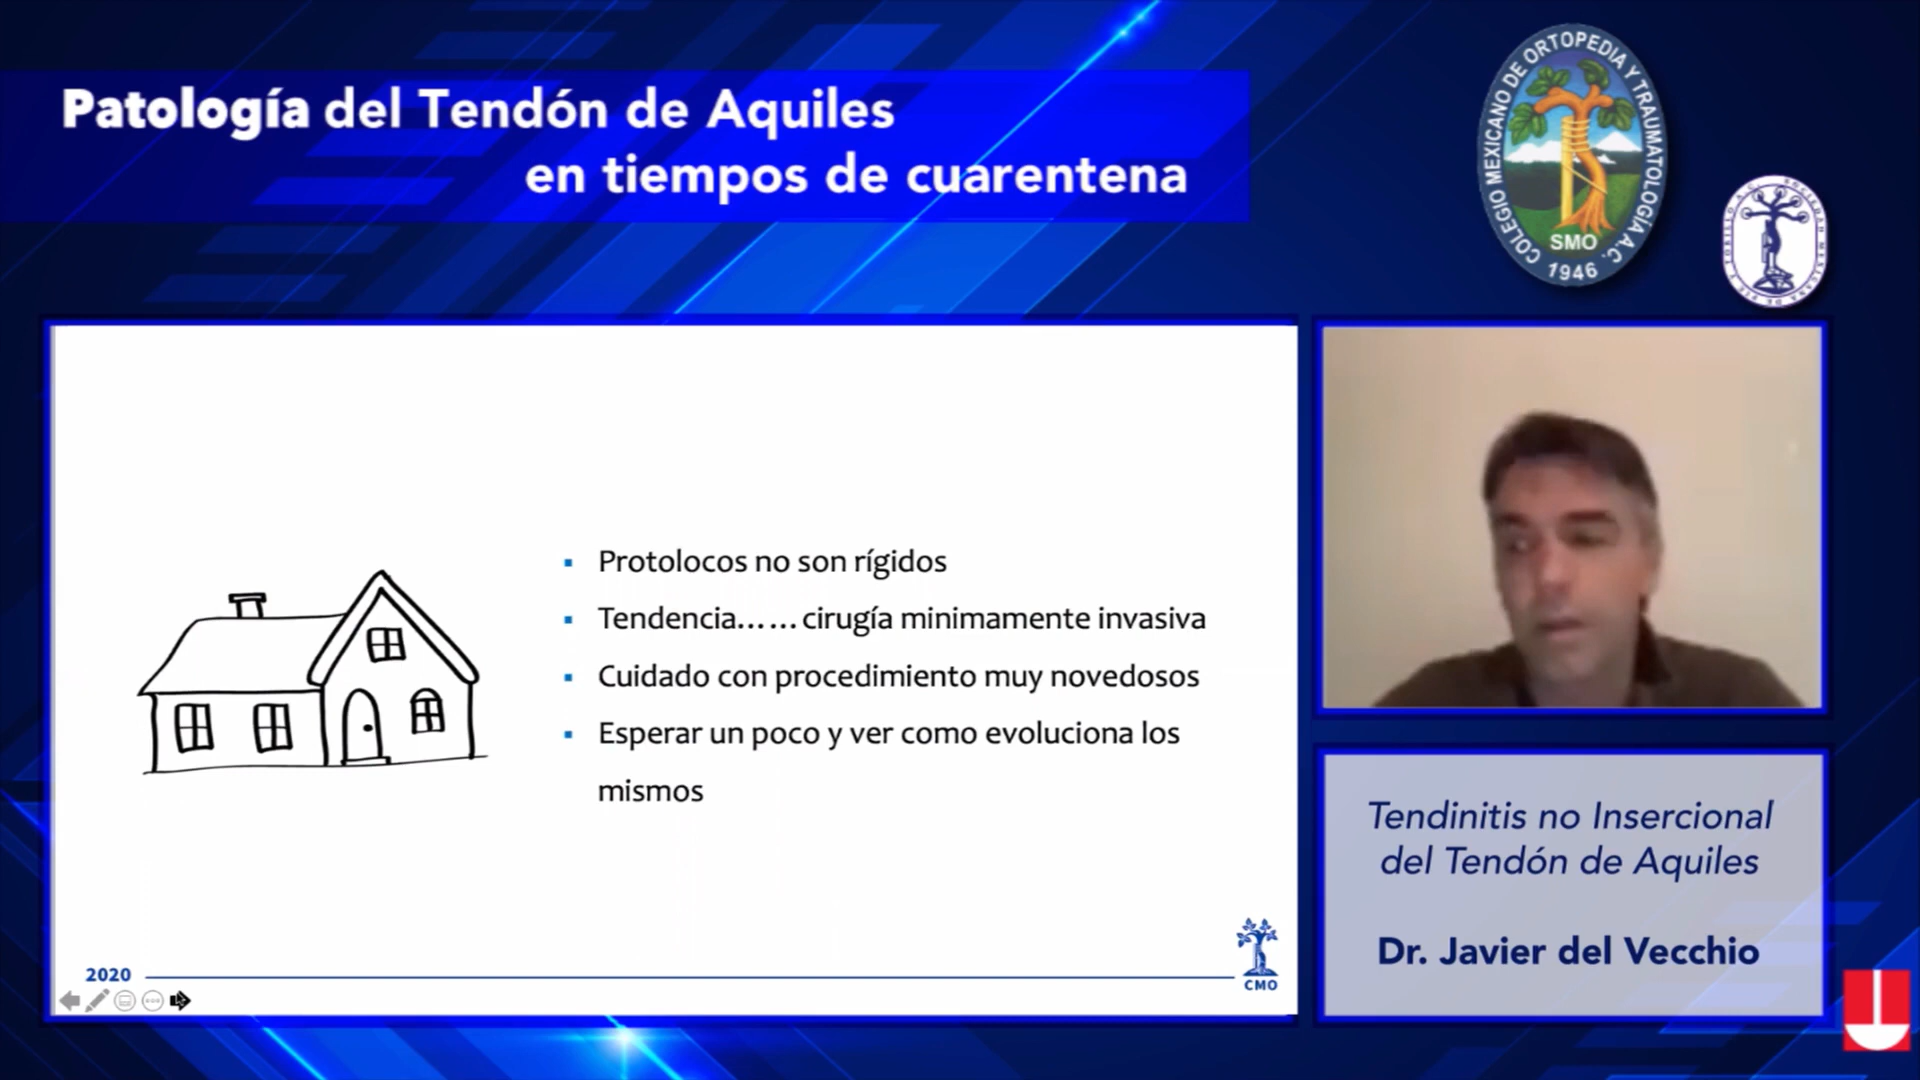 Patología del Tendón de Aquiles
en tiempos de cuarentena
COLEGIO MEXICANO DE ORTOPEDIA Y TRAUMATOLOGÍA A.C.
SMO
1946
Protolocos no son rígidos
Tendencia...... cirugía minimamente invasiva
Cuidado con procedimiento muy novedosos
Esperar un poco y ver como evoluciona los
mismos
2020
CMO
Tendinitis no Insercional
del Tendón de Aquiles
Dr. Javier del Vecchio